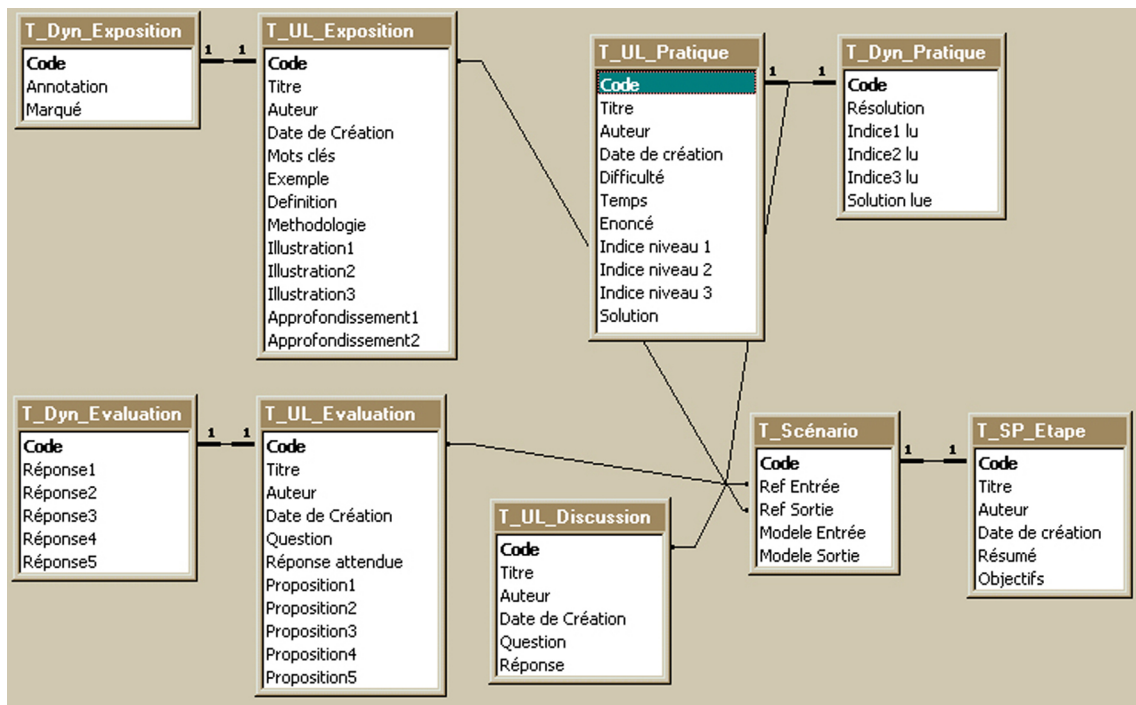 T_Dyn_Exposition
Code
Annotation
Marqué
1 1
T_UL_Exposition
Code
Titre
Auteur
Date de Création
Mots clés
Exemple
Definition
Methodologie
Illustration1
Illustration2
Illustration3
Approfondissement1
Approfondissement2
T_UL_Pratique
Code
Titre
Auteur
Date de création
Difficulté
Temps
Enoncé
Indice niveau 1
Indice niveau 2
Indice niveau 3
Solution
1 1
T_Dyn_Pratique
Code
Résolution
Indice1 lu
Indice2 lu
Indice3 lu
Solution lue
T_Dyn_Evaluation
Code
Réponse1
Réponse2
Réponse3
Réponse4
Réponse5
1 1
T_UL_Evaluation
Code
Titre
Auteur
Date de Création
Question
Réponse attendue
Proposition1
Proposition2
Proposition3
Proposition4
Proposition5
T_UL_Discussion
Code
Titre
Auteur
Date de Création
Question
Réponse
T_Scénario
Code
Ref Entrée
Ref Sortie
Modele Entrée
Modele Sortie
1 1
T_SP_Etape
Code
Titre
Auteur
Date de création
Résumé
Objectifs